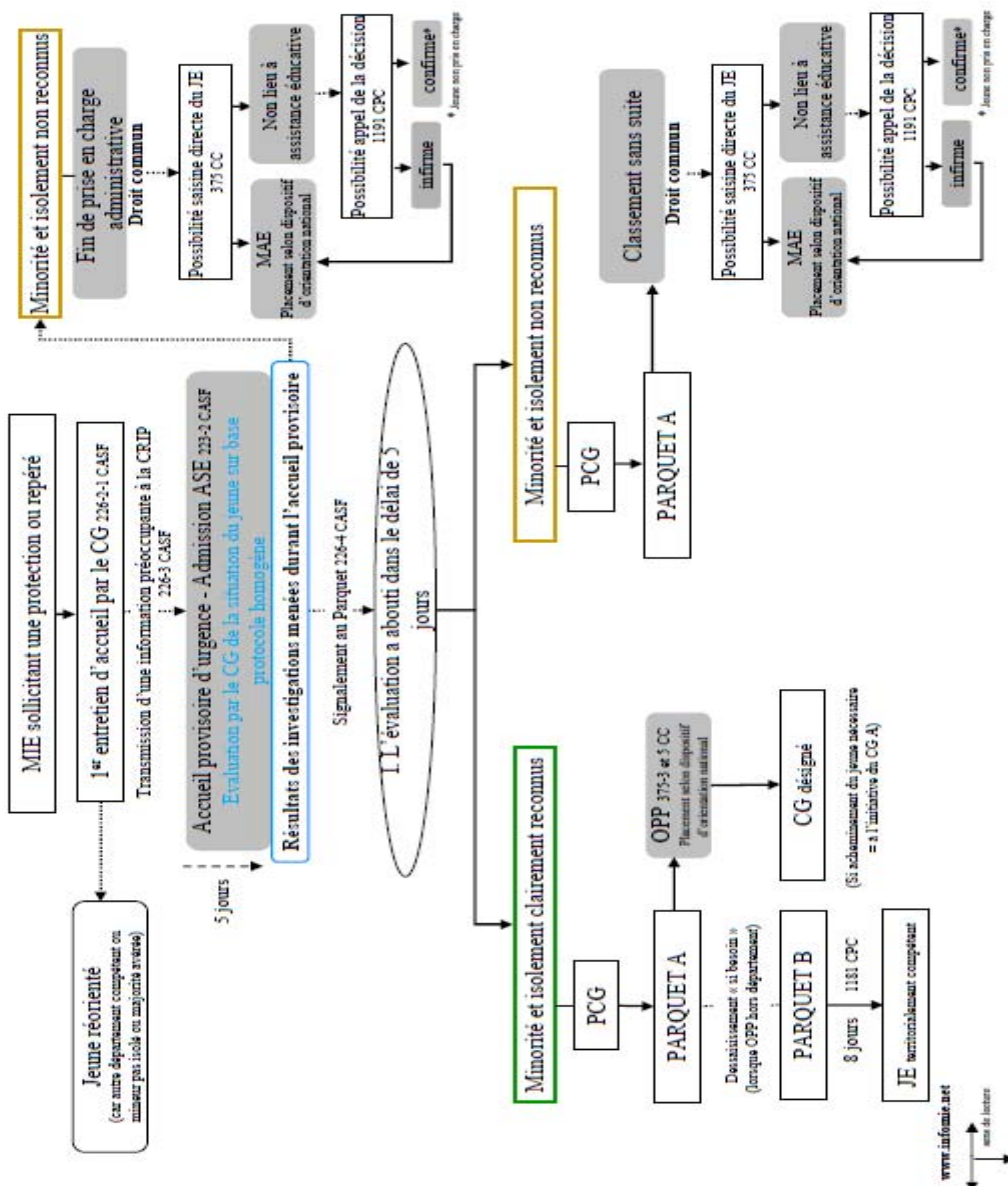 MIE sollicitant une protection ou repéré
1er entretien d'accueil par le CG 226-2-1 CASF
Jeune réorienté
(car autre département compétent ou
mineur pas isolé ou majorité avérée)
Transmission d'une information préoccupante à la CRIP
226-3 CASF
5 jours
Accueil provisoire d'urgence - Admission ASE 223-2 CASF
Evaluation par le CG de la situation du jeune sur base
protocole homogène
Résultats des investigations menées durant l'accueil provisoire
Minorité et isolement non reconnus
Fin de prise en charge
administrative
Droit commun
Possibilité saisine directe du JE
375 CC
MAE
Placement selon dispositif
d'orientation national
Non lieu à
assistance éducative
Possibilité appel de la décision
1191 CPC
infirme
confirme*
* Jeune non pris en charge
Signalement au Parquet 226-4 CASF
1. L'évaluation a abouti dans le délai de 5
jours
Minorité et isolement clairement reconnus
PCG
PARQUET A
OPP 375-3 et 5 CC
Placement selon dispositif
d'orientation national
CG désigné
(Si acheminement du jeune nécessaire
= a l'initiative du CG A)
Dessaisissement « si besoin »
(lorsque OPP hors département)
PARQUET B
8 jours
1181 CPC
JE territorialement compétent
Minorité et isolement non reconnus
PCG
PARQUET A
Classement sans suite
Droit commun
Possibilité saisine directe du JE
375 CC
MAE
Placement selon dispositif
d'orientation national
Non lieu à
assistance éducative
Possibilité appel de la décision
1191 CPC
infirme
confirme*
* Jeune non pris en charge
www.infomie.net
sens de lecture